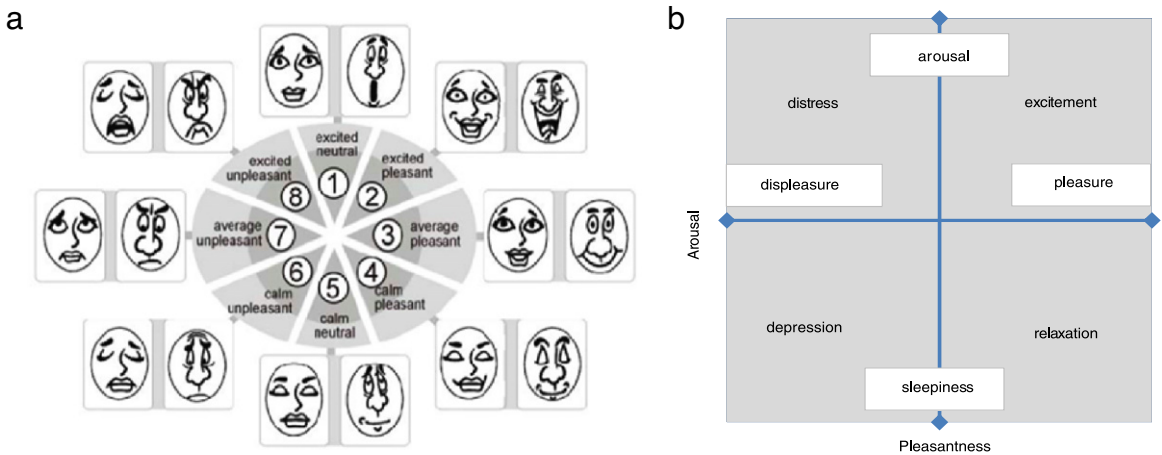 a
excited
neutral
excited
pleasant
average
pleasant
calm
pleasant
calm
neutral
calm
unpleasant
average
unpleasant
excited
unpleasant
1
2
3
4
5
6
7
8
b
arousal
distress
excitement
displeasure
pleasure
Arousal
depression
relaxation
sleepiness
Pleasantness